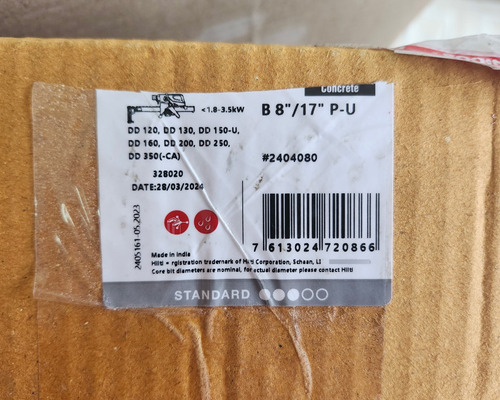 Concrete
<1.8-3.5kW
B 8"/17" P-U
DD 120, DD 130, DD 150-U,
DD 160, DD 200, DD 250,
DD 350(-CA)
#2404080
328020
DATE:28/03/2024
2405161-05.2023
7 613024 720866
Made in India
Hilti = rgistration trademark of Hilti Corporation, Schaan, LI
Core bit diameters are nominal, for actual diameter please contact Hilti
STANDARD